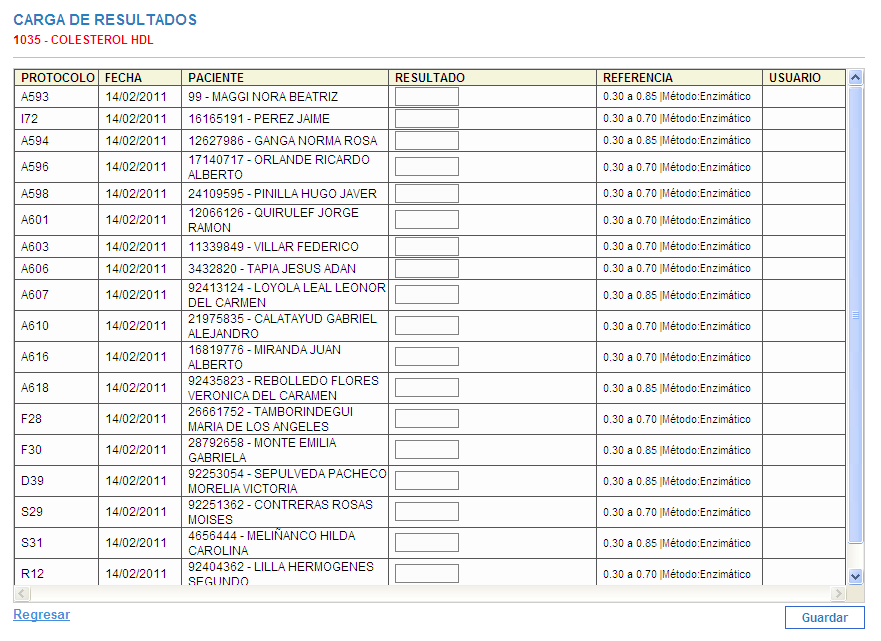 CARGA DE RESULTADOS
1035 - COLESTEROL HDL
PROTOCOLO FECHA PACIENTE RESULTADO REFERENCIA USUARIO
A593 14/02/2011 99 - MAGGI NORA BEATRIZ 0.30 a 0.85 |Método:Enzimático
I72 14/02/2011 16165191 - PEREZ JAIME 0.30 a 0.70 |Método:Enzimático
A594 14/02/2011 12627986 - GANGA NORMA ROSA 0.30 a 0.85 |Método:Enzimático
A596 14/02/2011 17140717 - ORLANDE RICARDO 0.30 a 0.70 |Método:Enzimático
ALBERTO
A598 14/02/2011 24109595 - PINILLA HUGO JAVER 0.30 a 0.70 |Método:Enzimático
A601 14/02/2011 12066126 - QUIRULEF JORGE 0.30 a 0.70 |Método:Enzimático
RAMON
A603 14/02/2011 11339849 - VILLAR FEDERICO 0.30 a 0.70 |Método:Enzimático
A606 14/02/2011 3432820 - TAPIA JESUS ADAN 0.30 a 0.70 |Método:Enzimático
A607 14/02/2011 92413124 - LOYOLA LEAL LEONOR 0.30 a 0.85 |Método:Enzimático
DEL CARMEN
A610 14/02/2011 21975835 - CALATAYUD GABRIEL 0.30 a 0.70 |Método:Enzimático
ALEJANDRO
A616 14/02/2011 16819776 - MIRANDA JUAN 0.30 a 0.70 |Método:Enzimático
ALBERTO
A618 14/02/2011 92435823 - REBOLLEDO FLORES 0.30 a 0.85 |Método:Enzimático
VERONICA DEL CARAMEN
F28 14/02/2011 26661752 - TAMBORINDEGUI 0.30 a 0.70 |Método:Enzimático
MARIA DE LOS ANGELES
F30 14/02/2011 28792658 - MONTE EMILIA 0.30 a 0.85 |Método:Enzimático
GABRIELA
D39 14/02/2011 92253054 - SEPULVEDA PACHECO 0.30 a 0.85 |Método:Enzimático
MORELIA VICTORIA
S29 14/02/2011 92251362 - CONTRERAS ROSAS 0.30 a 0.70 |Método:Enzimático
MOISES
S31 14/02/2011 4656444 - MELIÑANCO HILDA 0.30 a 0.85 |Método:Enzimático
CAROLINA
R12 14/02/2011 92404362 - LILLA HERMOGENES 0.30 a 0.70 |Método:Enzimático
SEGUNDO
Regresar
Guardar